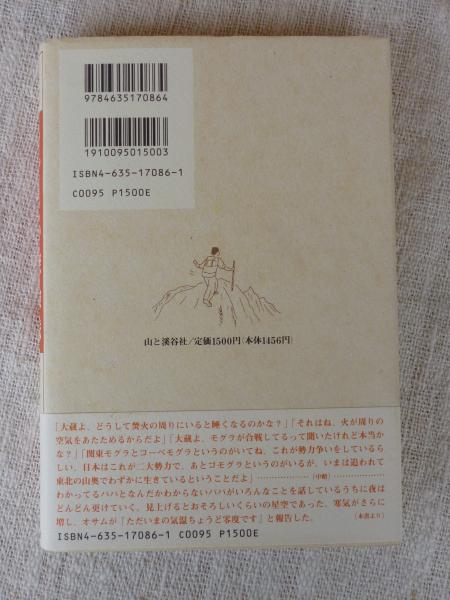 9784635170864
1910095015003
ISBN4-635-17086-1
C0095 P1500E
山と溪谷社/定価1500円(本体1456円)
「大蔵よ、どうして焚火の周りにいると睡くなるのかな?」「それはね、火が周りの
空気をあたためるからだよ」「大蔵よ、モグラが合戦してるって聞いたけれど本当か
な?」「関東モグラとコーベモグラというのがいてね、これが勢力争いをしているら
しい。日本はこれが二大勢力で、あとゴモグラというのがいるが、いまは追われて
東北の山奥でわずかに生きているということだよ」…………………(中略)…………………
わかってるハハとなんだかわからないパパがいろんなことを話しているうちに夜は
どんどん更けていく。見上げるとおそろしいくらいの星空であった。寒気がさらに
増し、オサムが「ただいまの気温ちょうど零度です」と報告した。 (本書より)
ISBN4-635-17086-1 C0095 P1500E